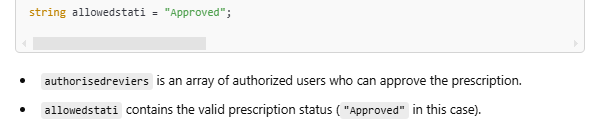 string allowedstati = "Approved";
• authorisedreviers is an array of authorized users who can approve the prescription.
• allowedstati contains the valid prescription status ( "Approved" in this case).